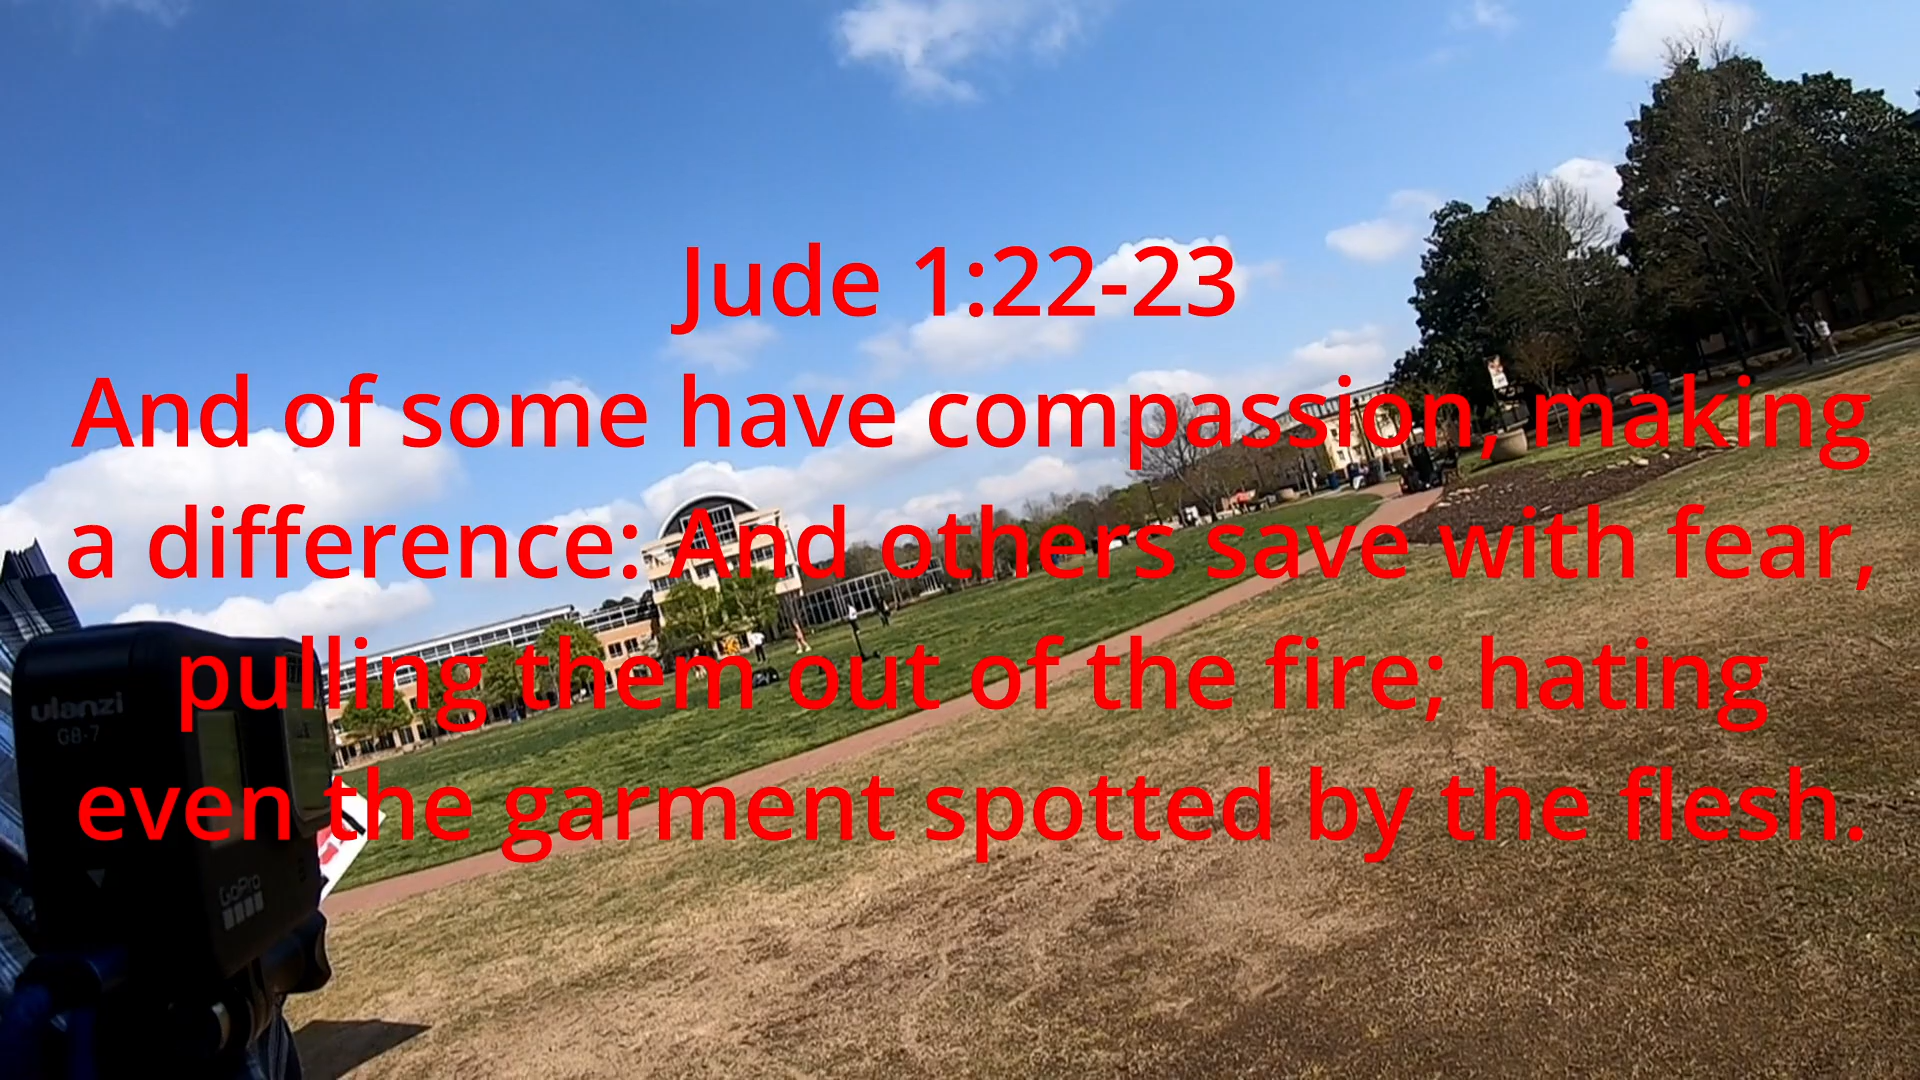 Jude 1:22-23
And of some have compassion, making
a difference: And others save with fear,
pulling them out of the fire; hating
even the garment spotted by the flesh.
ulanzi
G8-7
GoPro